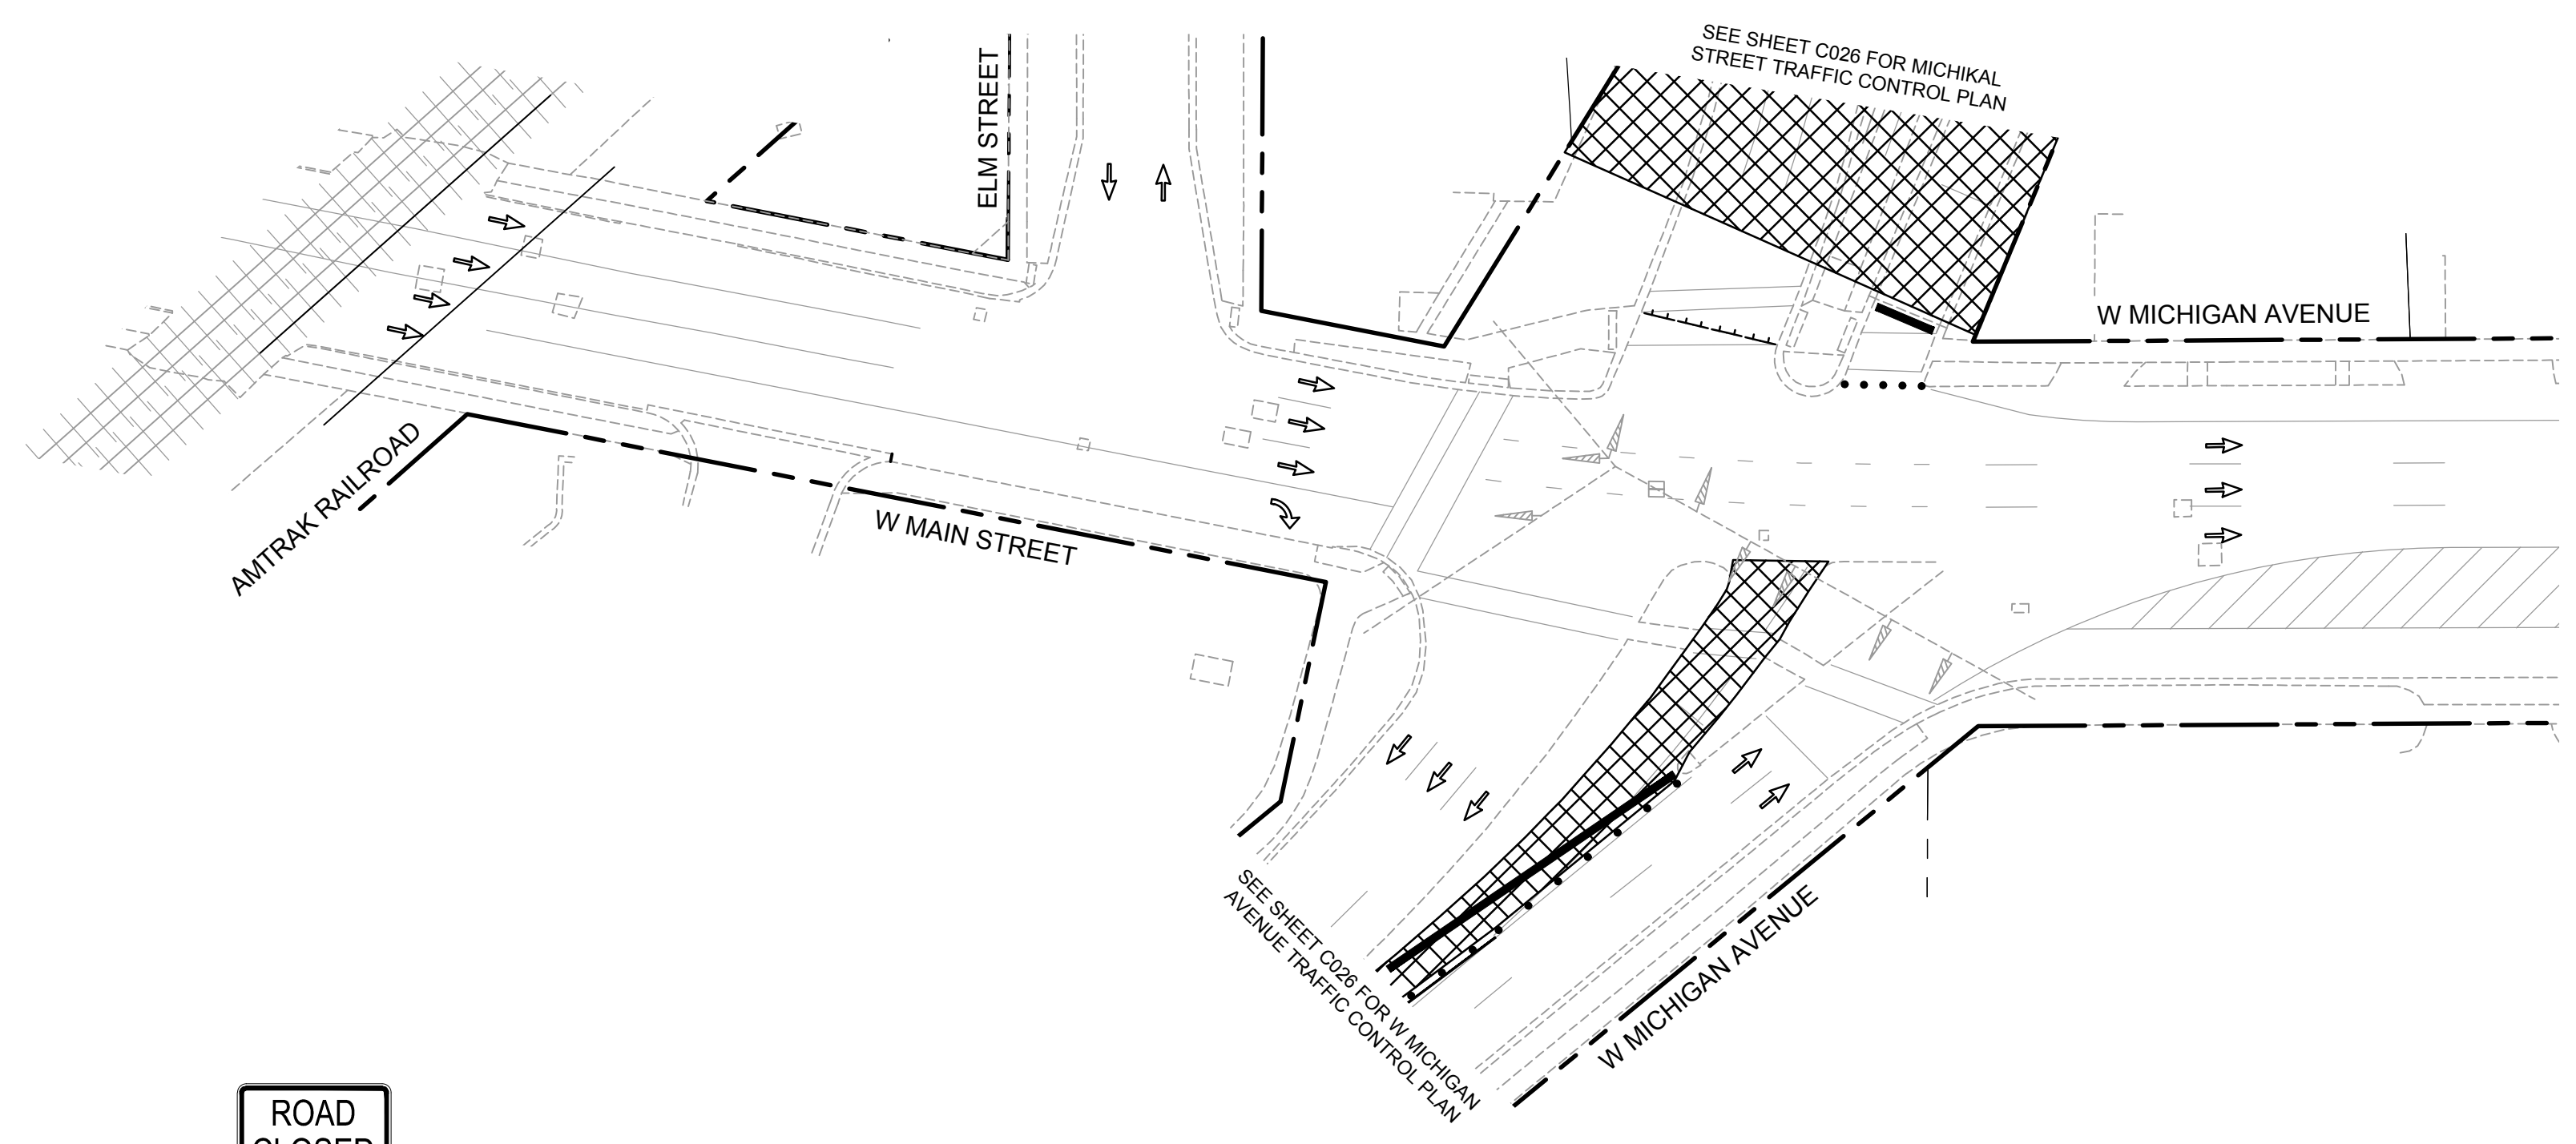 SEE SHEET C026 FOR MICHIKAL
STREET TRAFFIC CONTROL PLAN
ELM STREET
W MICHIGAN AVENUE
AMTRAK RAILROAD
W MAIN STREET
SEE SHEET C026 FOR W MICHIGAN
AVENUE TRAFFIC CONTROL PLAN
W MICHIGAN AVENUE
ROAD
CLOSED